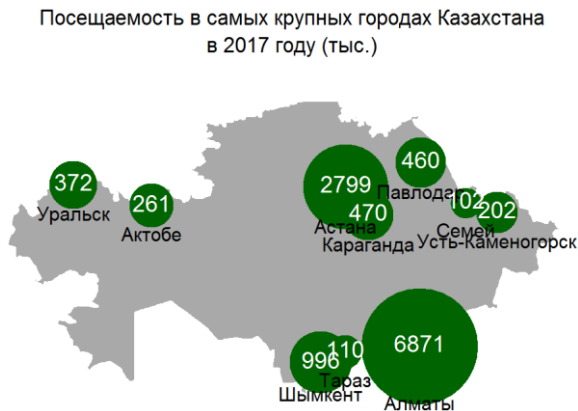 Посещаемость в самых крупных городах Казахстана
в 2017 году (тыс.)
372
Уральск
261
Актобе
2799
Астана
470
Караганда
460
Павлодар
102
Семей
202
Усть-Каменогорск
996
Шымкент
110
Тараз
6871
Алматы